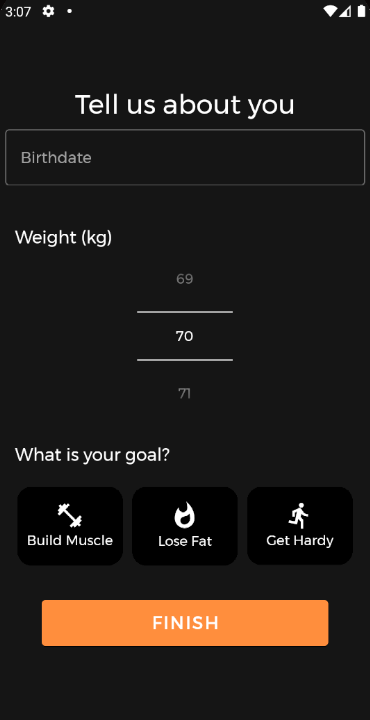 3:07
Tell us about you
Birthdate
Weight (kg)
69
70
71
What is your goal?
Build Muscle
Lose Fat
Get Hardy
FINISH